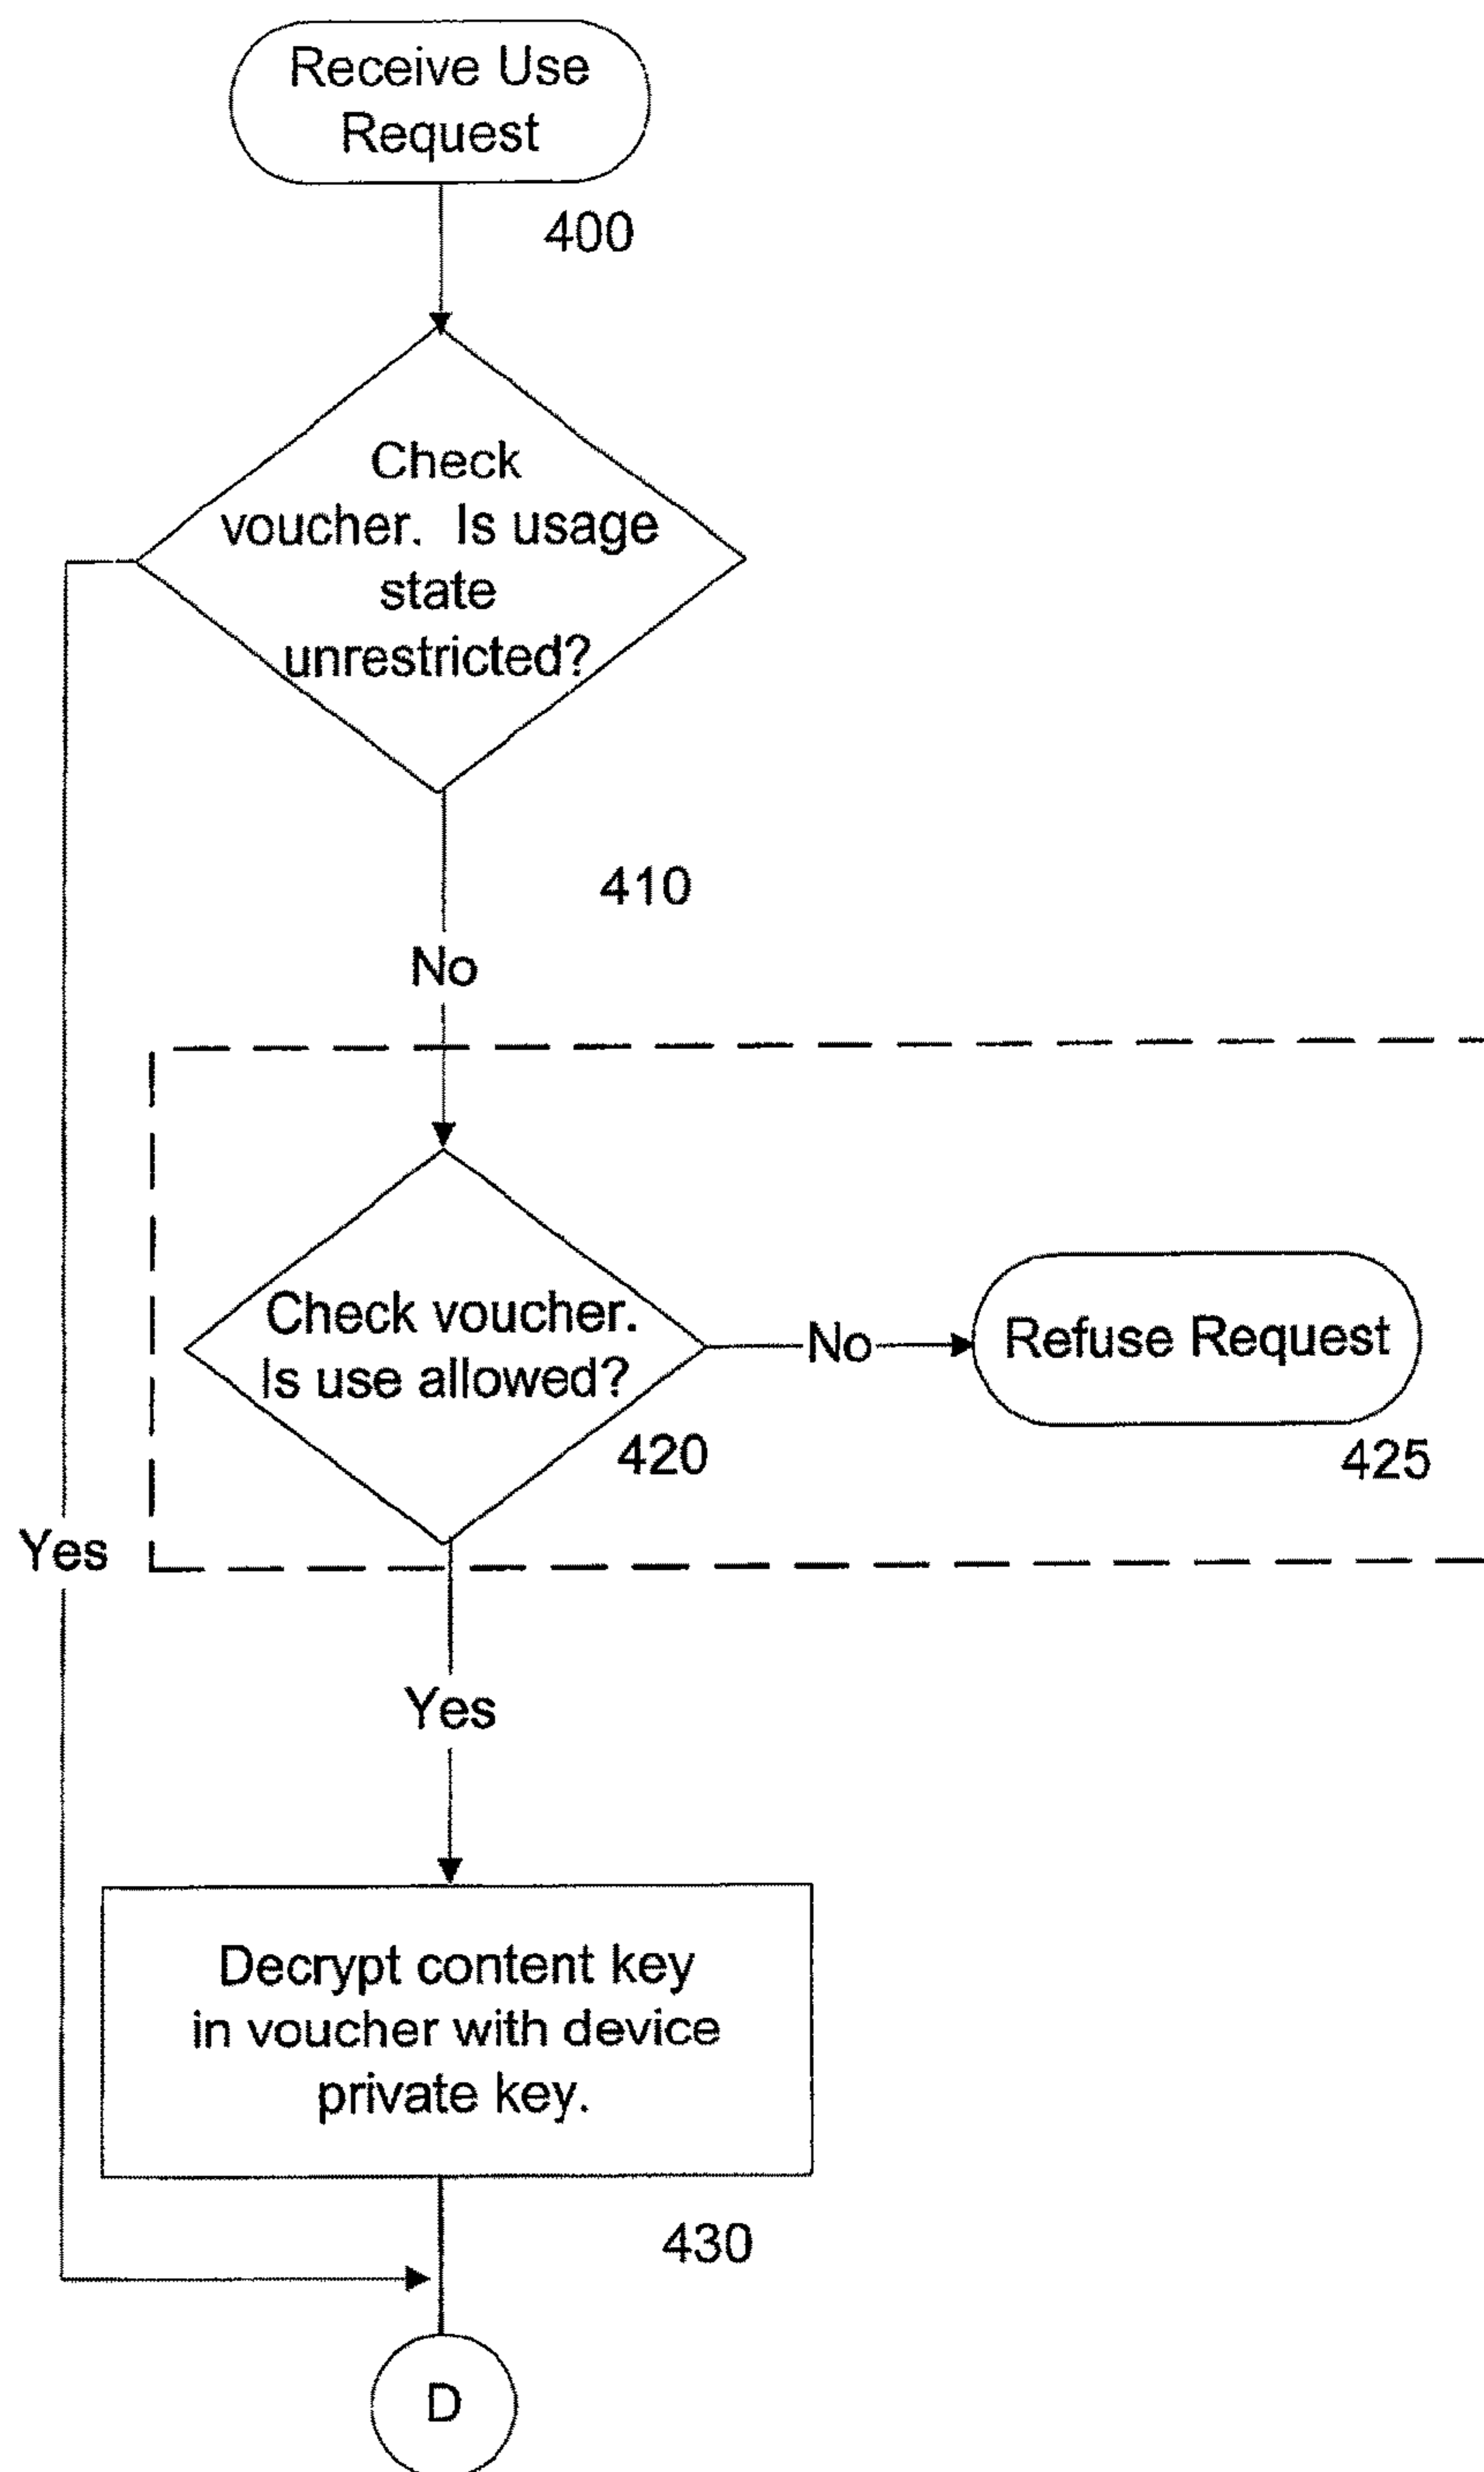 Receive Use
Request
400
Check
voucher. Is usage
state
unrestricted?
410
No
Check voucher.
Is use allowed?
No
Refuse Request
420
425
Yes
Yes
Decrypt content key
in voucher with device
private key.
430
D